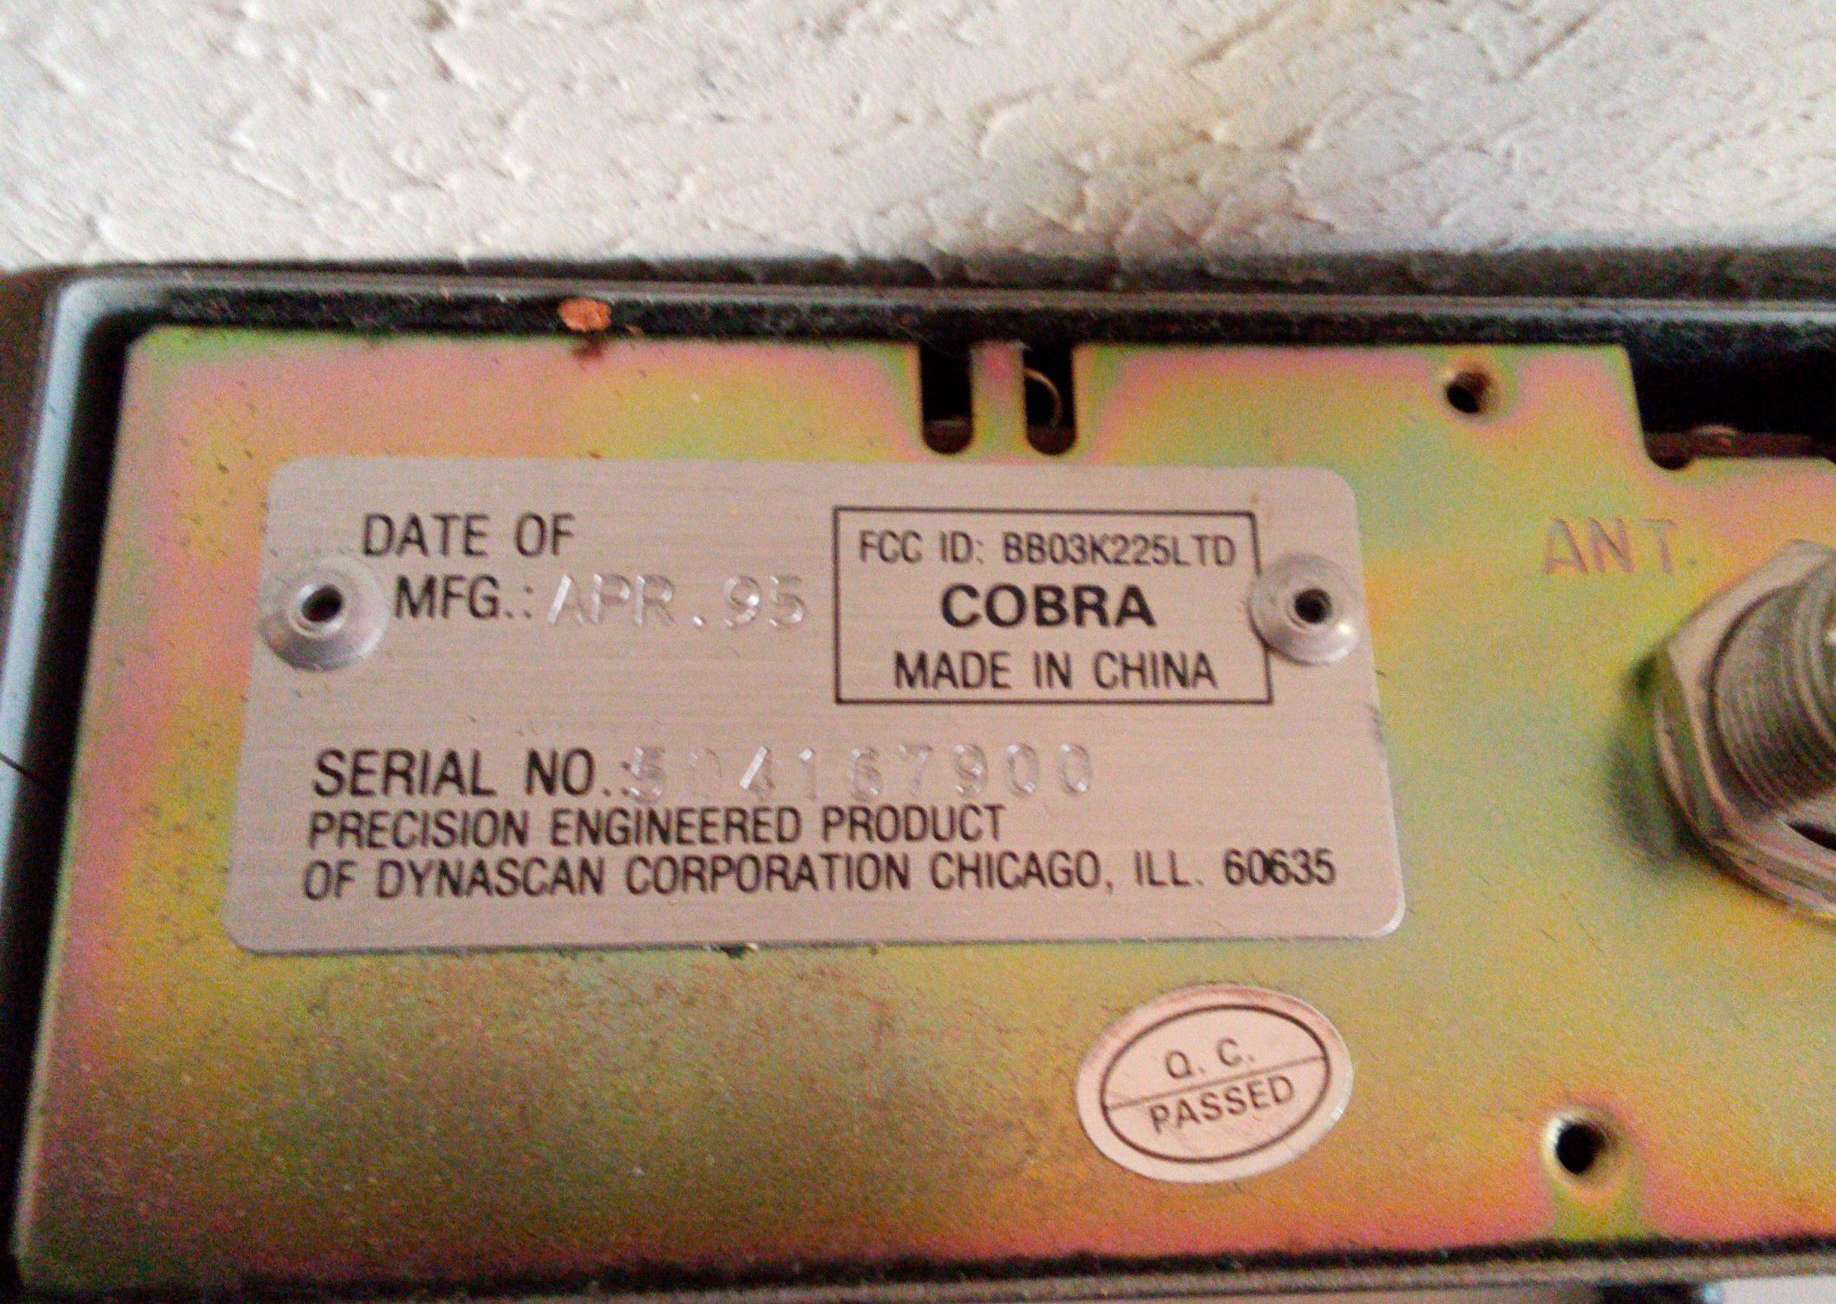 DATE OF
MFG.: APR.95
FCC ID: BB03K225LTD
COBRA
MADE IN CHINA
SERIAL NO.: 504167900
PRECISION ENGINEERED PRODUCT
OF DYNASCAN CORPORATION CHICAGO, ILL. 60635
ANT.
Q. C.
PASSED